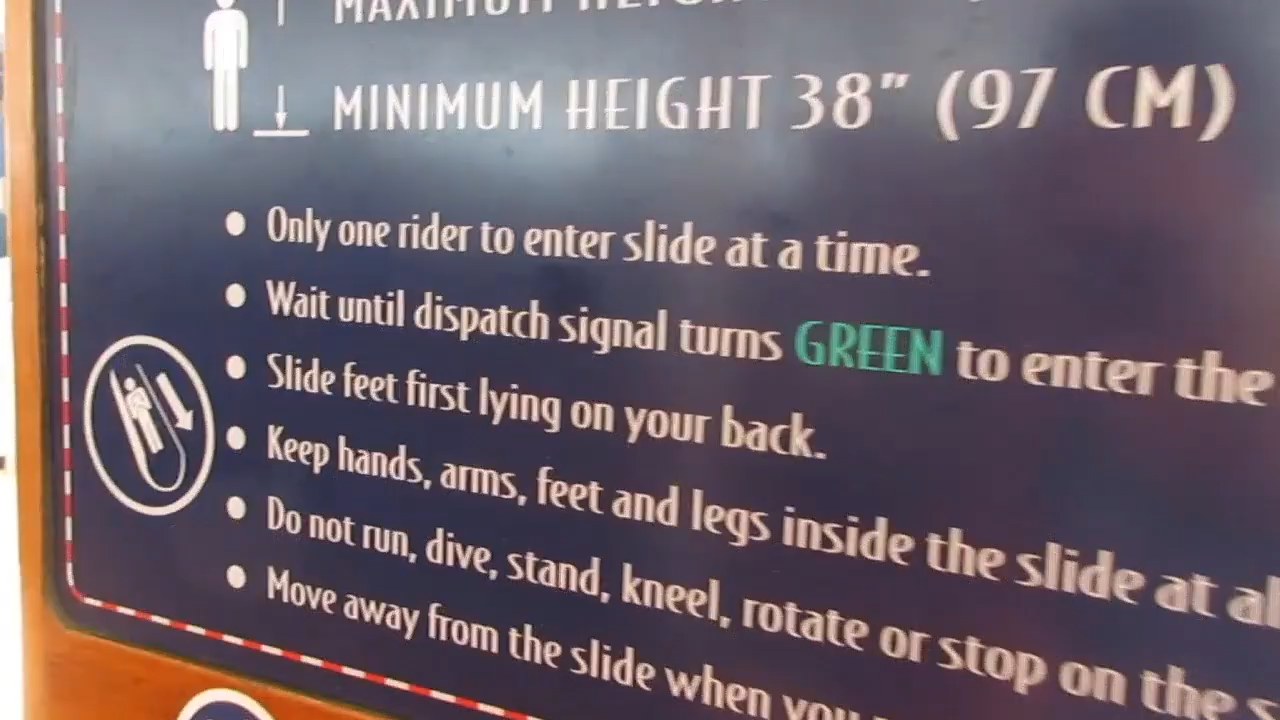 MAXIMUM HEIGHT
MINIMUM HEIGHT 38" (97 CM)
• Only one rider to enter slide at a time.
• Wait until dispatch signal turns GREEN to enter the
• Slide feet first lying on your back.
• Keep hands, arms, feet and legs inside the slide at
• Do not run, dive, stand, kneel, rotate or stop on the
• Move away from the slide when